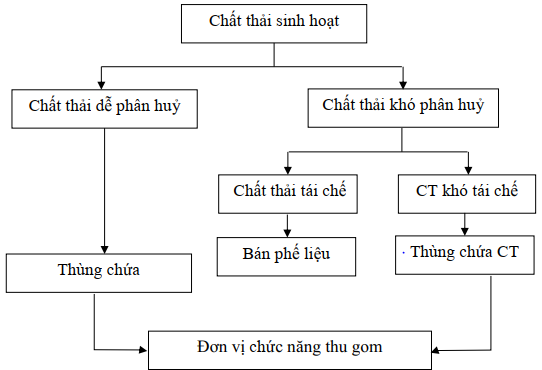 Chất thải sinh hoạt
Chất thải dễ phân huỷ
Chất thải khó phân huỷ
Chất thải tái chế
CT khó tái chế
Bán phế liệu
Thùng chứa CT
Thùng chứa
Đơn vị chức năng thu gom